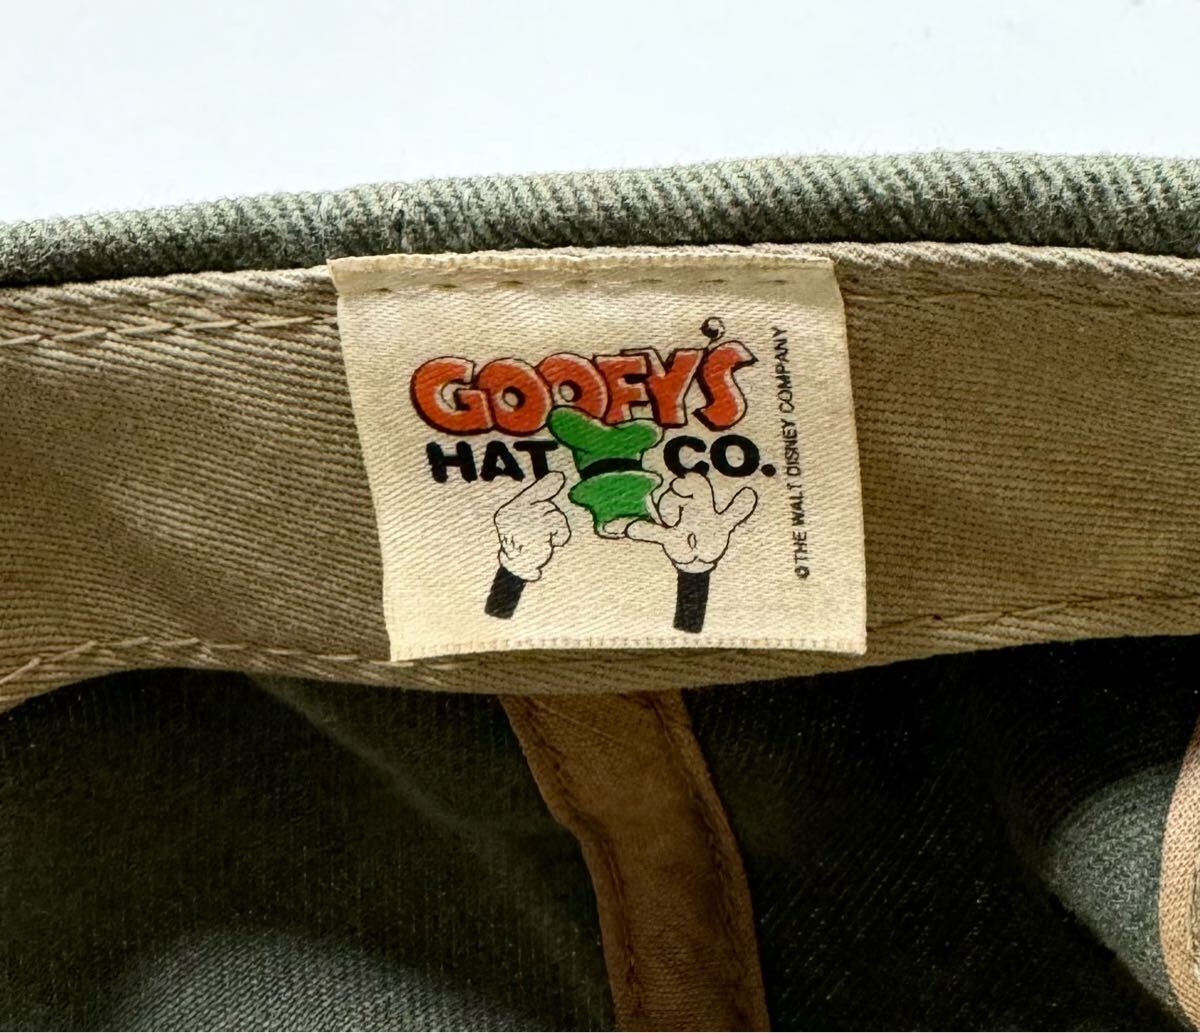 GOOFY'S
HAT CO.
© THE WALT DISNEY COMPANY